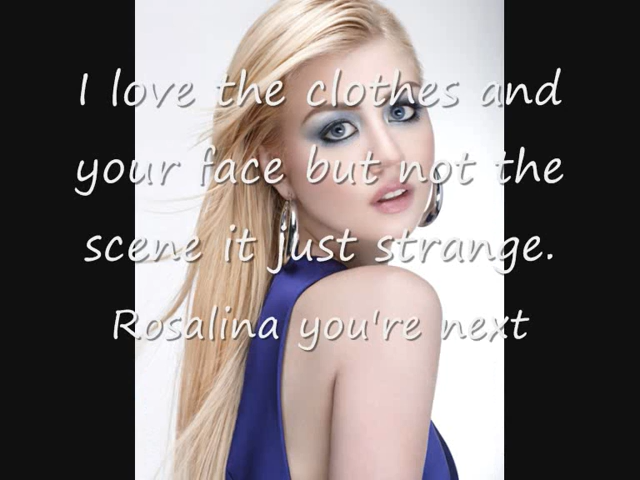 I love the clothes and
your face but not the
scene it just strange.
Rosalina you're next